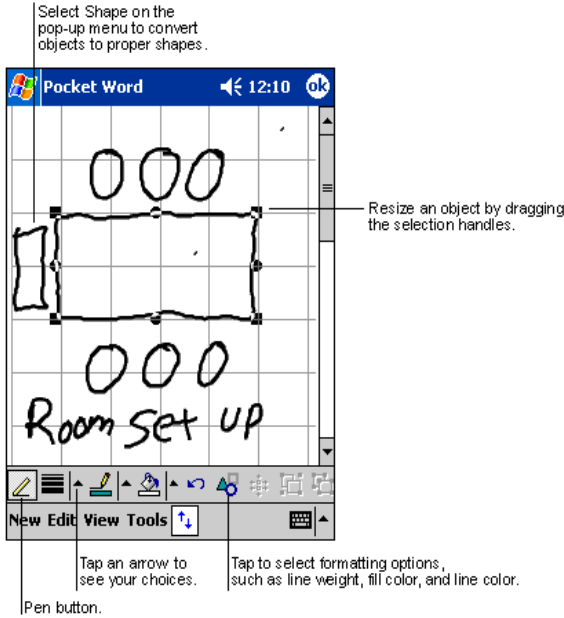 Select Shape on the
pop-up menu to convert
objects to proper shapes.
Pocket Word
12:10
ok
Resize an object by dragging
the selection handles.
Room set up
New Edit View Tools
Tap an arrow to
see your choices.
Tap to select formatting options,
such as line weight, fill color, and line color.
Pen button.